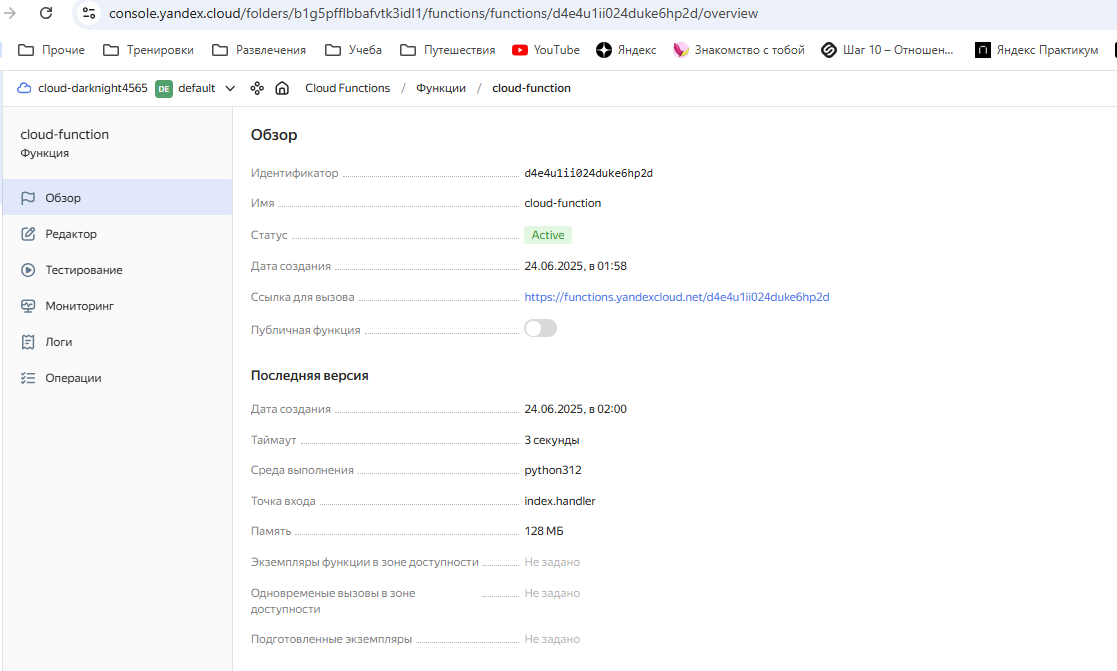 console.yandex.cloud/folders/b1g5pfflbbafvtk3idl1/functions/functions/d4e4u1ii024duke6hp2d/overview
Прочие Тренировки Развлечения Учеба Путешествия YouTube Яндекс Знакомство с тобой Шаг 10 – Отношен... Яндекс Практикум
cloud-darknight4565 DE default Cloud Functions / Функции / cloud-function
cloud-function
Функция
Обзор
Редактор
Тестирование
Мониторинг
Логи
Операции
Обзор
Идентификатор d4e4u1ii024duke6hp2d
Имя cloud-function
Статус Active
Дата создания 24.06.2025, в 01:58
Ссылка для вызова https://functions.yandexcloud.net/d4e4u1ii024duke6hp2d
Публичная функция
Последняя версия
Дата создания 24.06.2025, в 02:00
Таймаут 3 секунды
Среда выполнения python312
Точка входа index.handler
Память 128 МБ
Экземпляры функции в зоне доступности Не задано
Одновременые вызовы в зоне Не задано
доступности
Подготовленные экземпляры Не задано